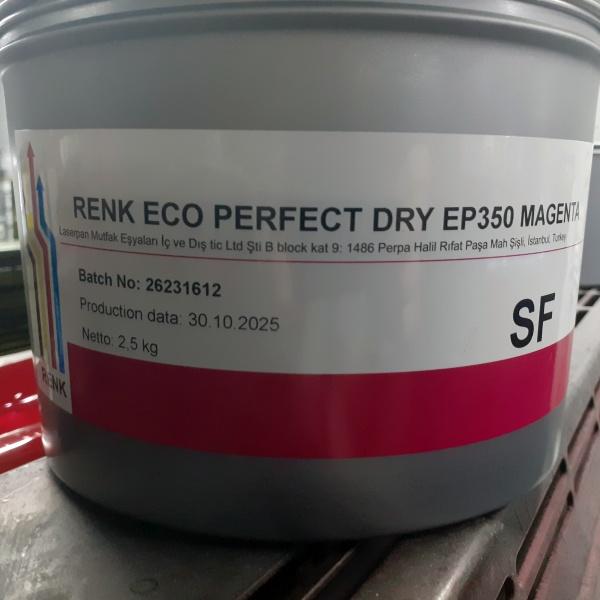 RENK ECO PERFECT DRY EP350 MAGENTA
Laserpan Mutfak Eşyaları İç ve Dış tic Ltd Şti B block kat 9: 1486 Perpa Halil Rıfat Paşa Mah Şişli, İstanbul, Turkey
Batch No: 26231612
Production data: 30.10.2025
Netto: 2,5 kg
SF
RENK